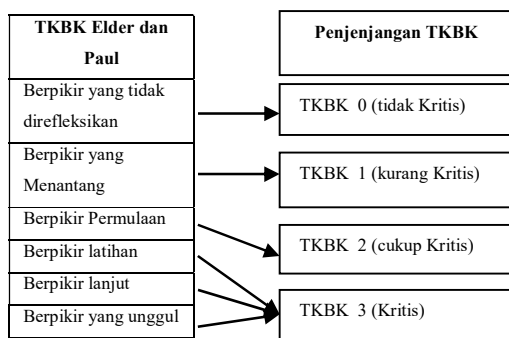 TKBK Elder dan
Paul
Berpikir yang tidak
direfleksikan
Berpikir yang
Menantang
Berpikir Permulaan
Berpikir latihan
Berpikir lanjut
Berpikir yang unggul
Penjenjangan TKBK
TKBK 0 (tidak Kritis)
TKBK 1 (kurang Kritis)
TKBK 2 (cukup Kritis)
TKBK 3 (Kritis)